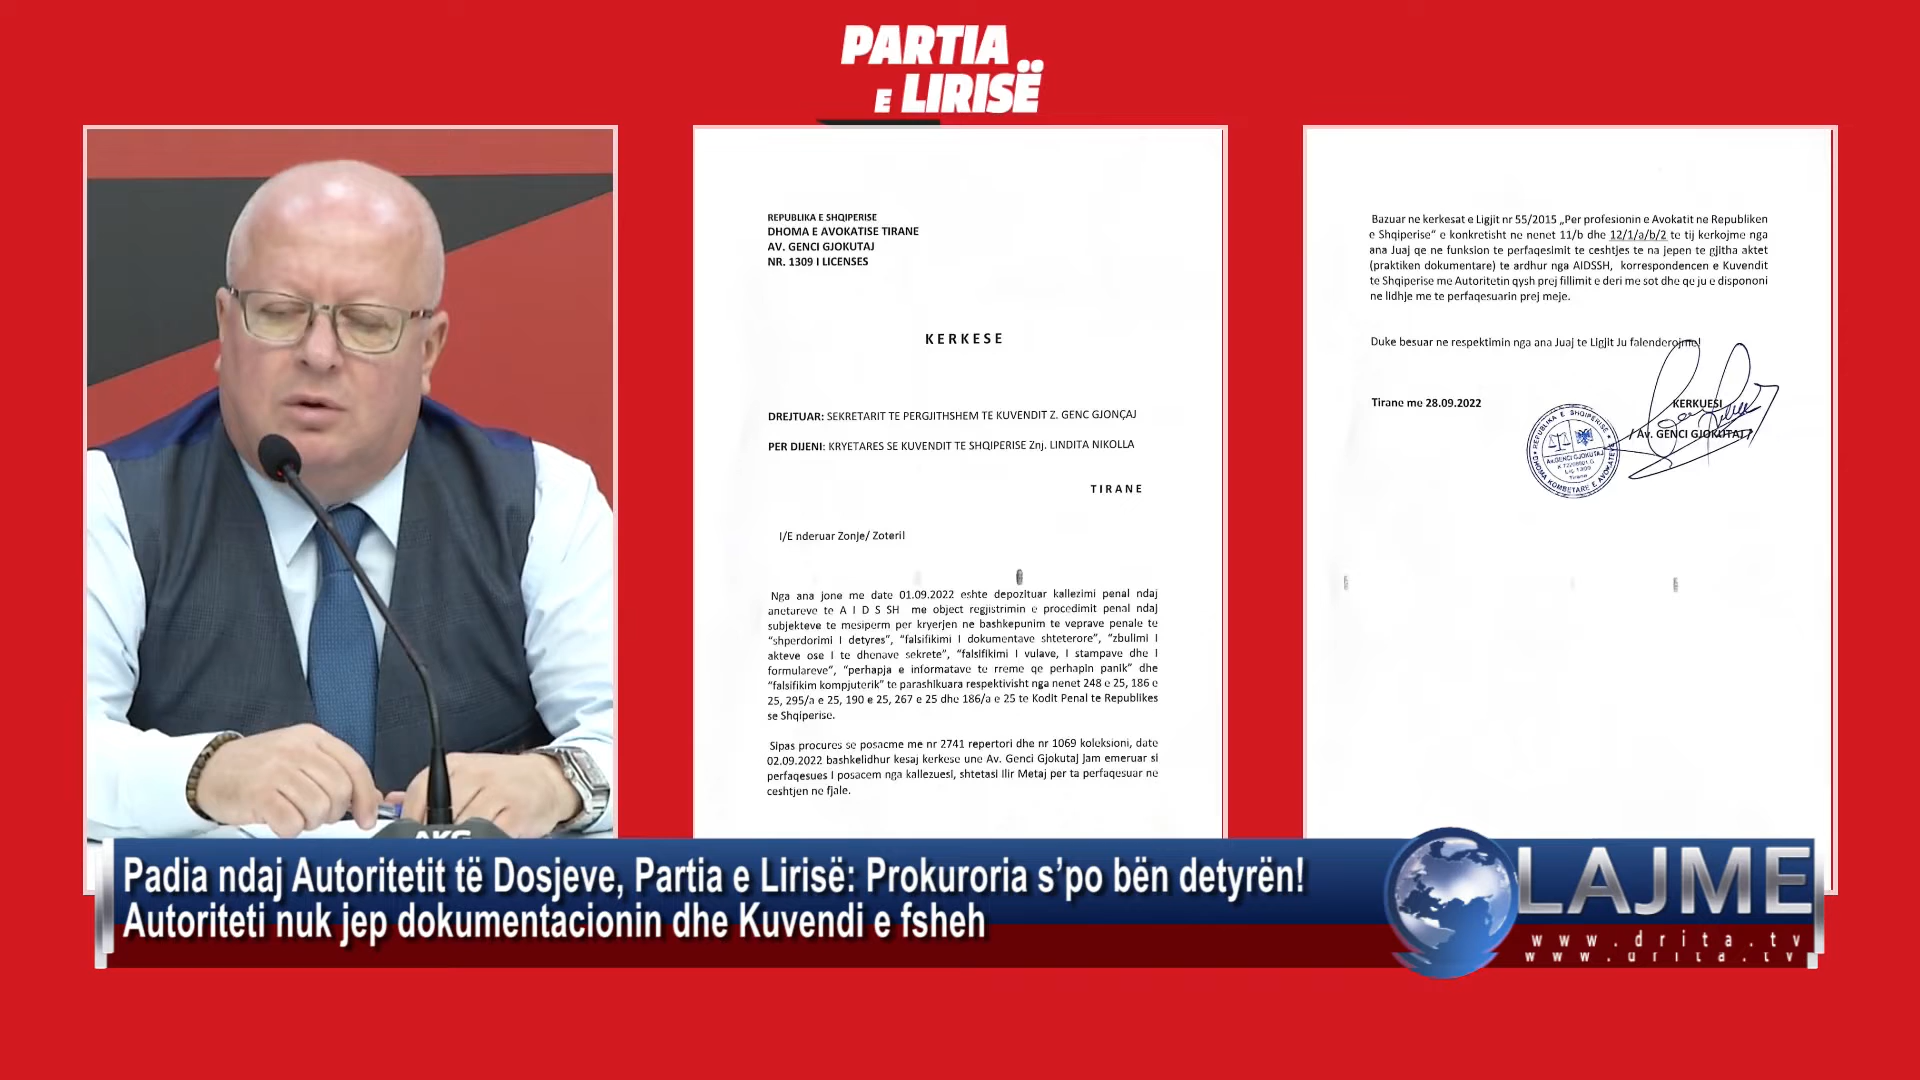 PARTIA
E LIRISË
REPUBLIKA E SHQIPERISE
DHOMA E AVOKATISE TIRANE
AV. GENCI GJOKUTAJ
NR. 1309 I LICENSES
KERKESE
DREJTUAR: SEKRETARIT TE PERGJITHSHEM TE KUVENDIT Z. GENC GJONÇAJ
PER DIJENI: KRYETARES SE KUVENDIT TE SHQIPERISE Znj. LINDITA NIKOLLA
TIRANE
I/E nderuar Zonje/ Zoteri!
Nga ana jone me date 01.09.2022 eshte depozituar kallezimi penal ndaj
anetareve te A I D S SH me object regjistrimin e procedimit penal ndaj
subjekteve te mesiperm per kryerjen ne bashkepunim te veprave penale te
“shperdorimi I detyres”, “falsifikimi I dokumentave shteterore”, “zbulimi I
akteve ose I te dhenave sekrete”, “falsifikimi I vulave, I stampave dhe I
formulareve”, “perhapja e informatave te rreme qe perhapin panik” dhe
“falsifikim kompjuterik” te parashikuara respektivisht nga nenet 248 e 25, 186 e
25, 295/a e 25, 190 e 25, 267 e 25 dhe 186/a e 25 te Kodit Penal te Republikes
se Shqiperise.
Sipas procures se posacme me nr 2741 repertori dhe nr 1069 koleksioni, date
02.09.2022 bashkelidhur kesaj kerkese une Av. Genci Gjokutaj Jam emeruar si
perfaqesues I posacem nga kallezuesi, shtetasi Ilir Metaj per ta perfaqesuar ne
ceshtjen ne fjale.
Bazuar ne kerkesat e Ligjit nr 55/2015 „Per profesionin e Avokatit ne Republiken
e Shqiperise“ e konkretisht ne nenet 11/b dhe 12/1/a/b/2 te tij kerkojme nga
ana Juaj qe ne funksion te perfaqesimit te ceshtjes te na jepen te gjitha aktet
(praktiken dokumentare) te ardhur nga AIDSSH, korrespondencen e Kuvendit
te Shqiperise me Autoritetin qysh prej fillimit e deri me sot dhe qe ju e disponi
ne lidhje me te perfaqesuarin prej meje.
Duke besuar ne respektimin nga ana Juaj te Ligjit Ju falenderojme!
Tirane me 28.09.2022
KERKUESI
/ Av. GENCI GJOKUTAJ /
REPUBLIKA E SHQIPERISE
Av. GENCI GJOKUTAJ
Tirane
DHOMA KOMBETARE E AVOKATEVE
AKG
Padia ndaj Autoritetit të Dosjeve, Partia e Lirisë: Prokuroria s’po bën detyrën!
Autoriteti nuk jep dokumentacionin dhe Kuvendi e fsheh
LAJME
www.drita.tv
www.drita.tv